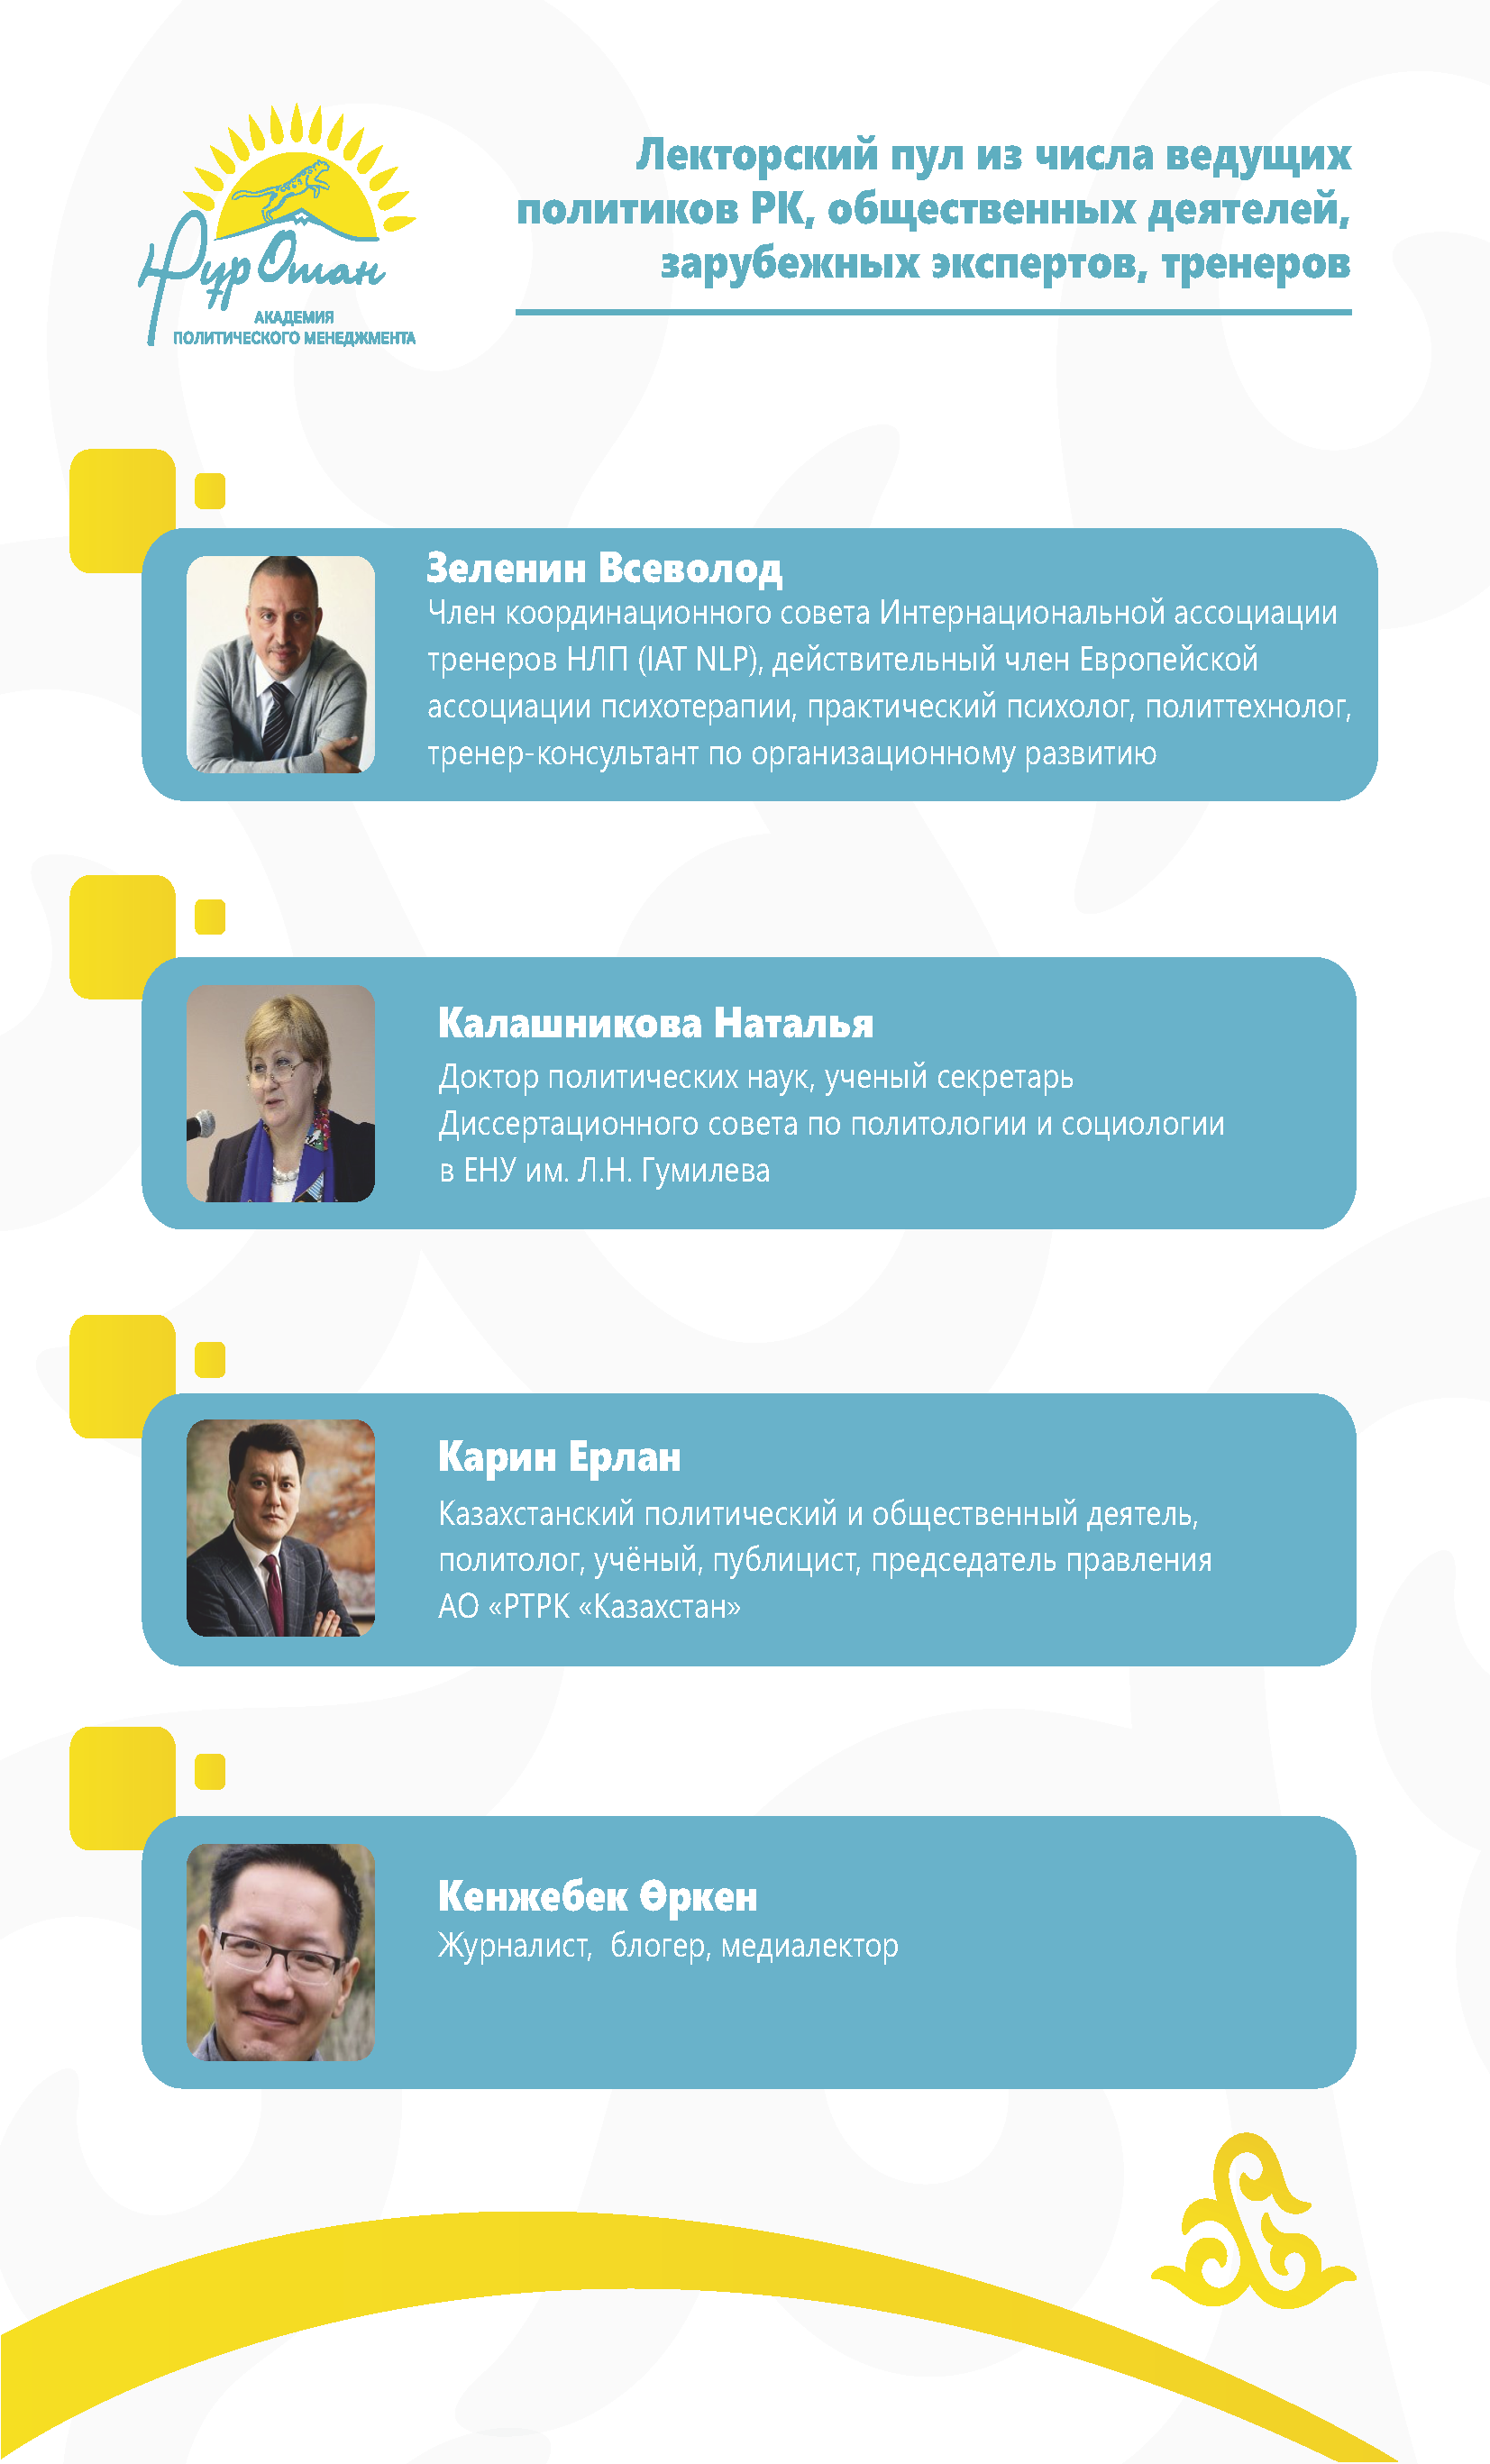 Нұр Отан
АКАДЕМИЯ
ПОЛИТИЧЕСКОГО МЕНЕДЖМЕНТА
Лекторский пул из числа ведущих
политиков РК, общественных деятелей,
зарубежных экспертов, тренеров
Зеленин Всеволод
Член координационного совета Интернациональной ассоциации
тренеров НЛП (IAT NLP), действительный член Европейской
ассоциации психотерапии, практический психолог, политтехнолог,
тренер-консультант по организационному развитию
Калашникова Наталья
Доктор политических наук, ученый секретарь
Диссертационного совета по политологии и социологии
в ЕНУ им. Л.Н. Гумилева
Карин Ерлан
Казахстанский политический и общественный деятель,
политолог, учёный, публицист, председатель правления
АО «РТРК «Казахстан»
Кенжебек Өркен
Журналист, блогер, медиалектор